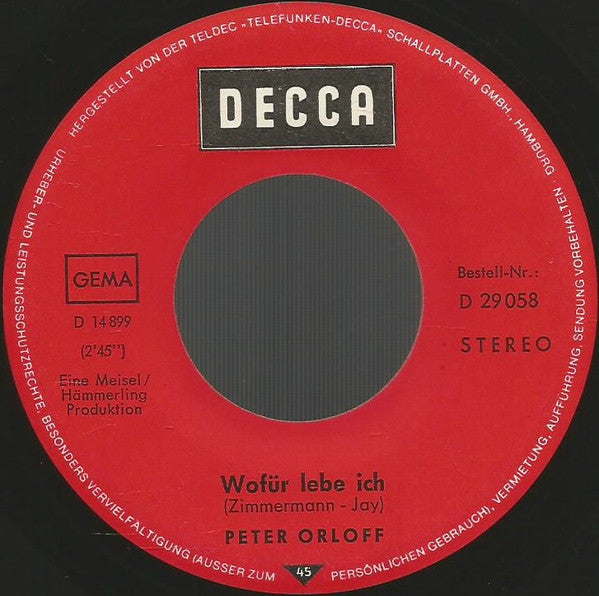 HERGESTELLT VON DER TELDEC »TELEFUNKEN-DECCA« SCHALLPLATTEN GMBH., HAMBURG
DECCA
GEMA
D 14 899
(2'45'')
Eine Meisel/
Hämmerling
Produktion
Bestell-Nr.:
D 29 058
STEREO
Wofür lebe ich
(Zimmermann - Jay)
PETER ORLOFF
URHEBER- UND LEISTUNGSSCHUTZRECHTE, BESONDERS VERVIELFÄLTIGUNG (AUSSER ZUM PERSÖNLICHEN GEBRAUCH), VERMIETUNG, AUFFÜHRUNG, SENDUNG VORBEHALTEN
45